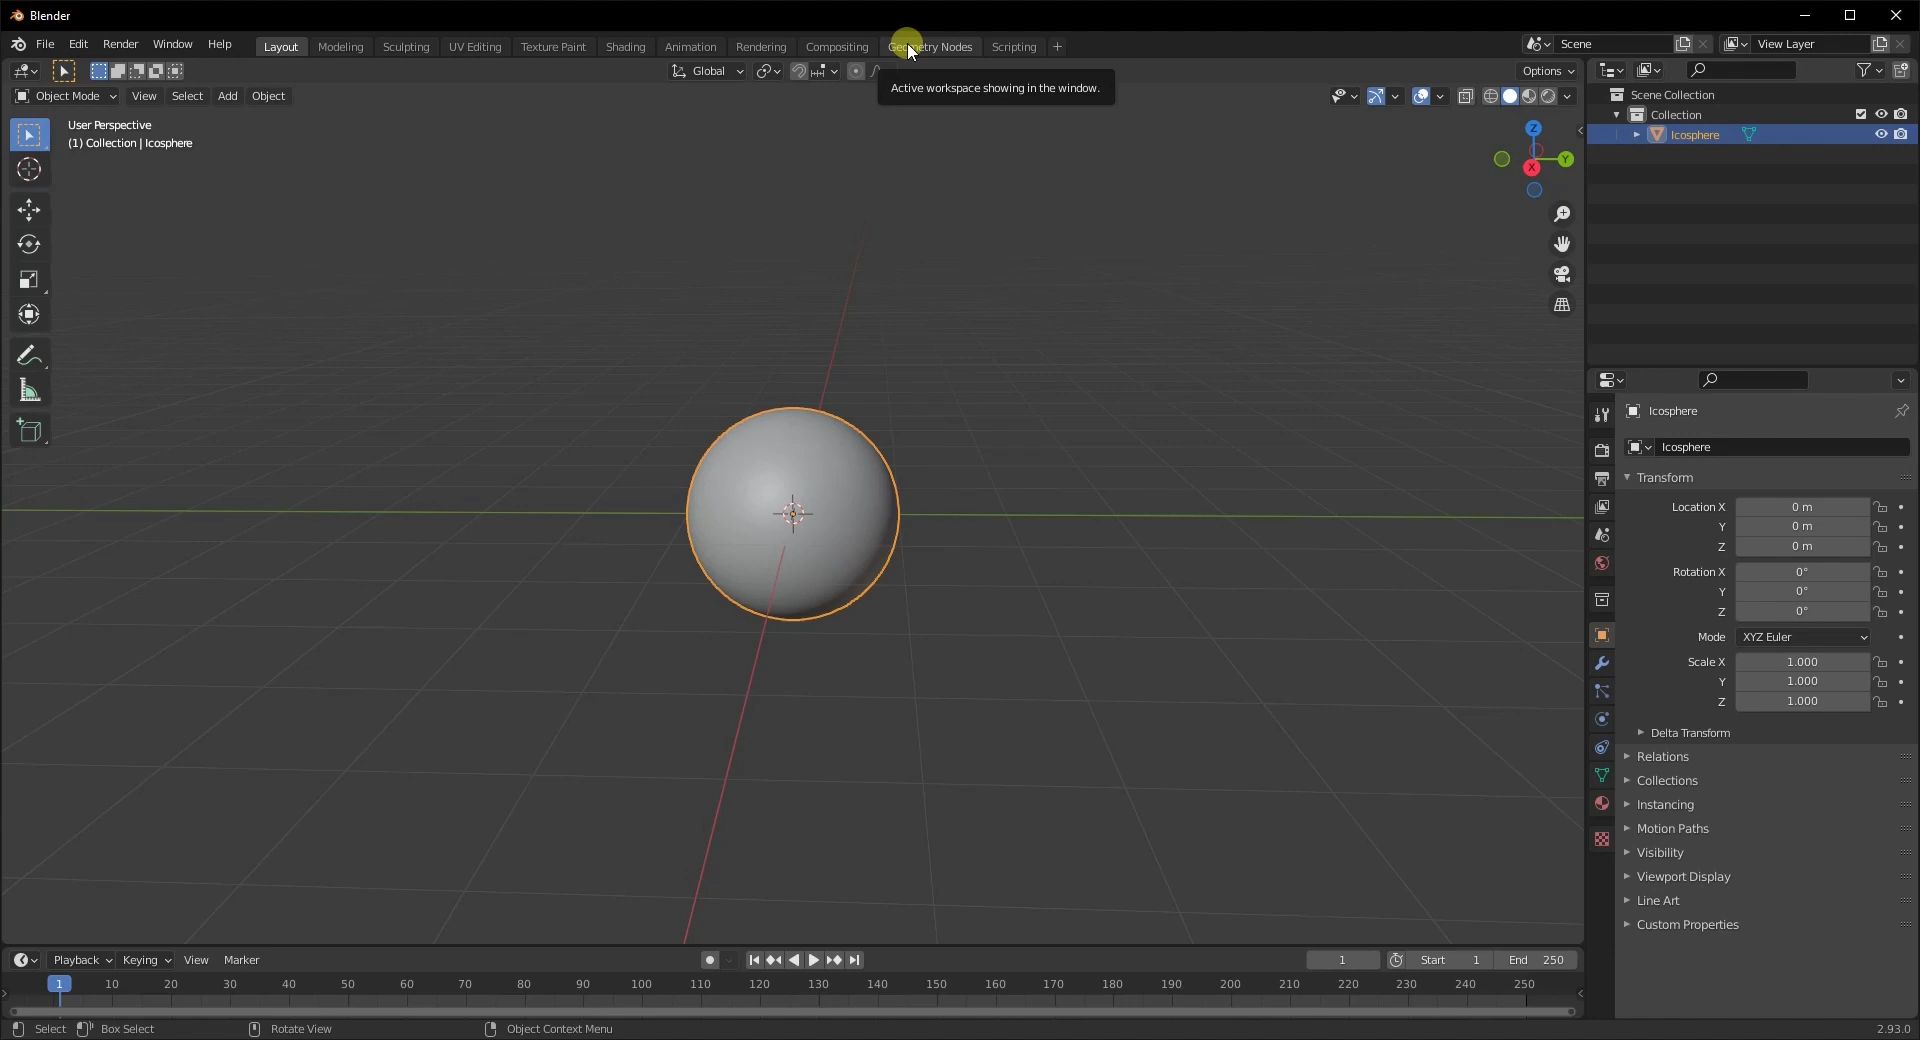 Blender
File Edit Render Window Help Layout Modeling Sculpting UV Editing Texture Paint Shading Animation Rendering Compositing Geometry Nodes Scripting + Scene View Layer
Global Options
Active workspace showing in the window.
Object Mode View Select Add Object
User Perspective
(1) Collection | Icosphere
Z
Y
X
Scene Collection
Collection
Icosphere
Icosphere
Icosphere
Transform
Location X 0 m
Y 0 m
Z 0 m
Rotation X 0°
Y 0°
Z 0°
Mode XYZ Euler
Scale X 1.000
Y 1.000
Z 1.000
Delta Transform
Relations
Collections
Instancing
Motion Paths
Visibility
Viewport Display
Line Art
Custom Properties
Playback Keying View Marker 1 Start 1 End 250
1 10 20 30 40 50 60 70 80 90 100 110 120 130 140 150 160 170 180 190 200 210 220 230 240 250
Select Box Select Rotate View Object Context Menu 2.93.0